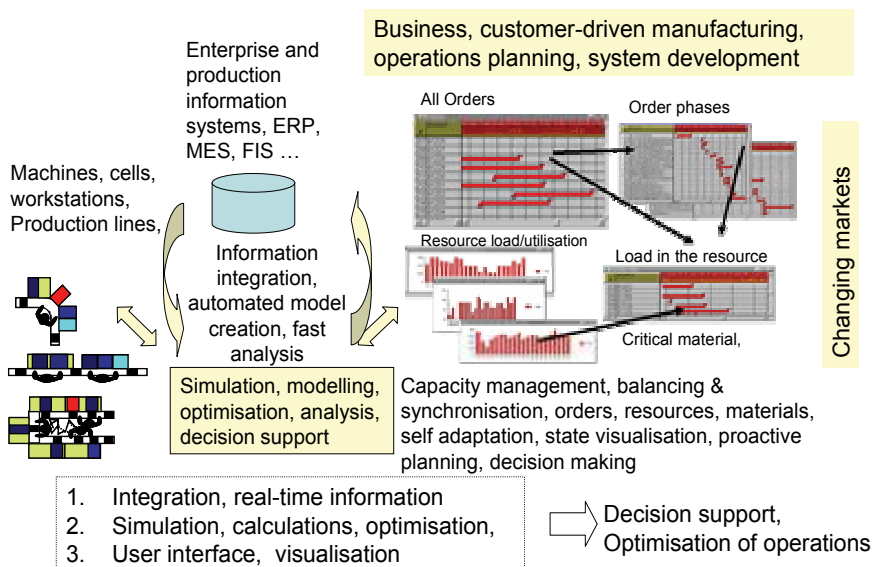 Business, customer-driven manufacturing,
operations planning, system development
Enterprise and
production
information
systems, ERP,
MES, FIS …
All Orders
Order phases
Machines, cells,
workstations,
Production lines,
Information
integration,
automated model
creation, fast
analysis
Resource load/utilisation
Load in the resource
Critical material,
Changing markets
Simulation, modelling,
optimisation, analysis,
decision support
Capacity management, balancing &
synchronisation, orders, resources, materials,
self adaptation, state visualisation, proactive
planning, decision making
1. Integration, real-time information
2. Simulation, calculations, optimisation,
3. User interface, visualisation
Decision support,
Optimisation of operations